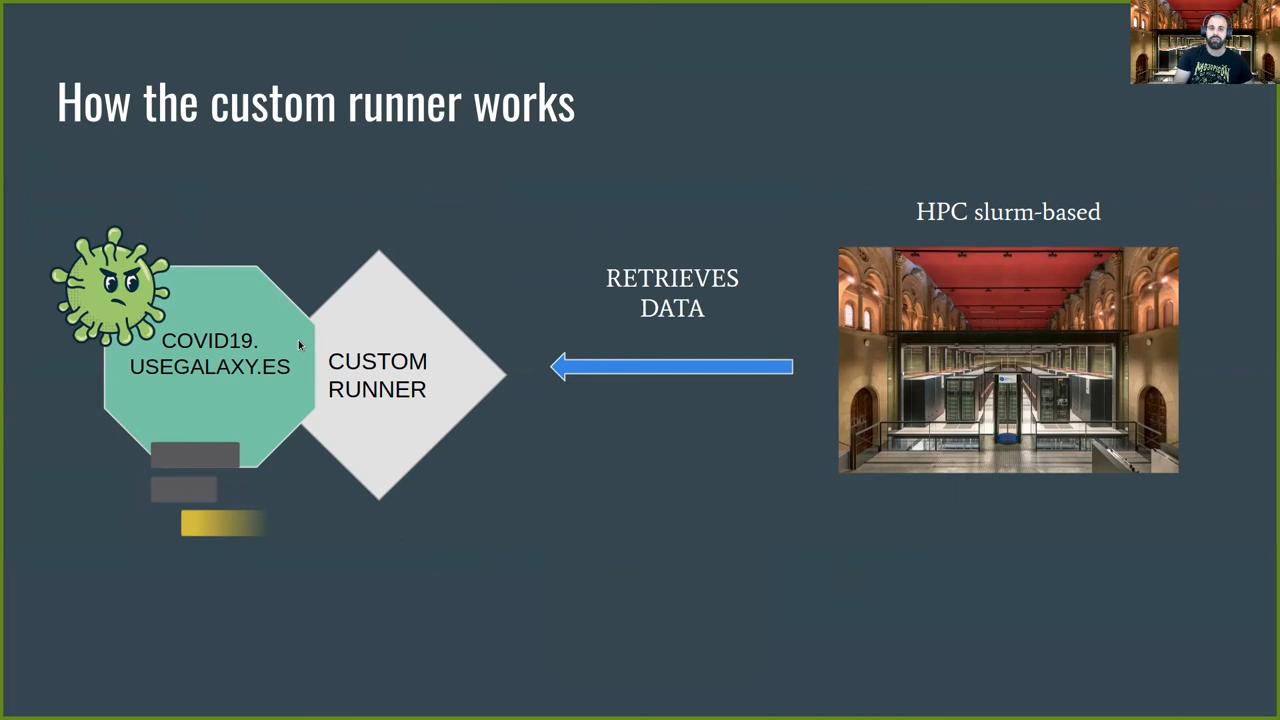 How the custom runner works
HPC slurm-based
RETRIEVES
DATA
COVID19.
USEGALAXY.ES
CUSTOM
RUNNER